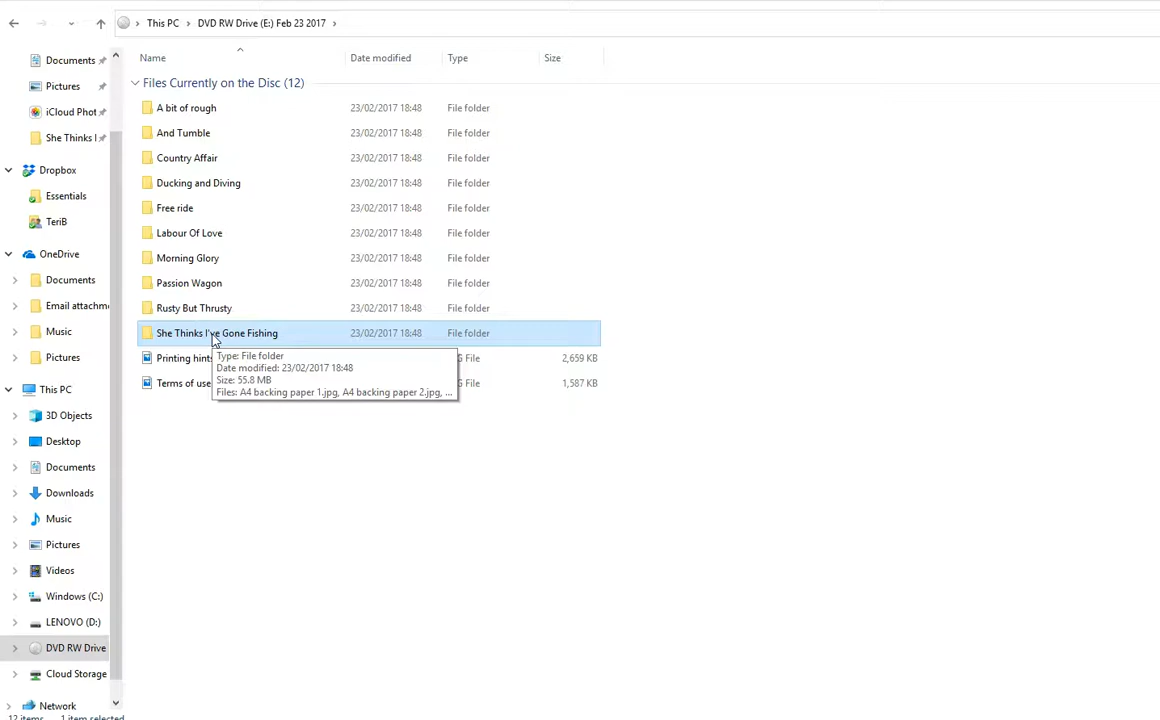 This PC › DVD RW Drive (E:) Feb 23 2017 ›
Documents
Pictures
iCloud Phot
She Thinks I
Dropbox
Essentials
TeriB
OneDrive
Documents
Email attachme
Music
Pictures
This PC
3D Objects
Desktop
Documents
Downloads
Music
Pictures
Videos
Windows (C:)
LENOVO (D:)
DVD RW Drive
Cloud Storage
Network
12 items 1 item selected
Name Date modified Type Size
Files Currently on the Disc (12)
A bit of rough 23/02/2017 18:48 File folder
And Tumble 23/02/2017 18:48 File folder
Country Affair 23/02/2017 18:48 File folder
Ducking and Diving 23/02/2017 18:48 File folder
Free ride 23/02/2017 18:48 File folder
Labour Of Love 23/02/2017 18:48 File folder
Morning Glory 23/02/2017 18:48 File folder
Passion Wagon 23/02/2017 18:48 File folder
Rusty But Thrusty 23/02/2017 18:48 File folder
She Thinks I've Gone Fishing 23/02/2017 18:48 File folder
Printing hints G File 2,659 KB
Terms of use G File 1,587 KB
Type: File folder
Date modified: 23/02/2017 18:48
Size: 55.8 MB
Files: A4 backing paper 1.jpg, A4 backing paper 2.jpg, ...